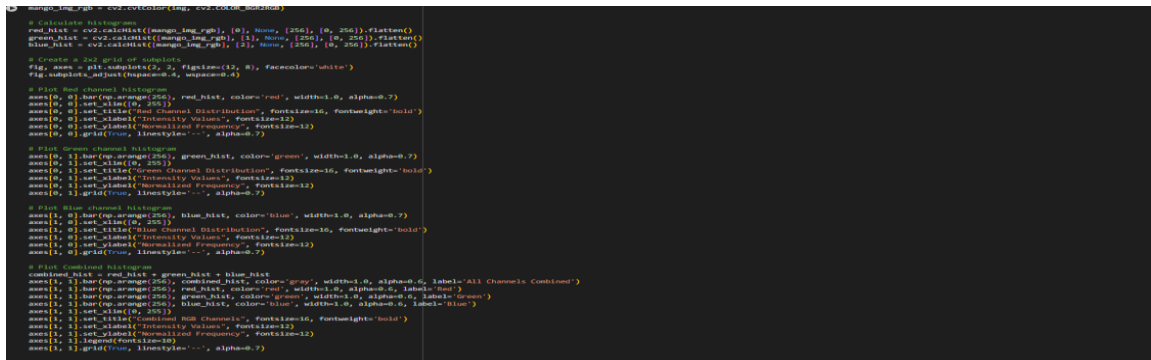 mango_img_rgb = cv2.cvtColor(img, cv2.COLOR_BGR2RGB)
# Calculate histograms
red_hist = cv2.calcHist([mango_img_rgb], [0], None, [256], [0, 256]).flatten()
green_hist = cv2.calcHist([mango_img_rgb], [1], None, [256], [0, 256]).flatten()
blue_hist = cv2.calcHist([mango_img_rgb], [2], None, [256], [0, 256]).flatten()
# Create a 2x2 grid of subplots
fig, axes = plt.subplots(2, 2, figsize=(12, 8), facecolor='white')
fig.subplots_adjust(hspace=0.4, wspace=0.4)
# Plot Red channel histogram
axes[0, 0].bar(np.arange(256), red_hist, color='red', width=1.0, alpha=0.7)
axes[0, 0].set_xlim([0, 255])
axes[0, 0].set_title("Red Channel Distribution", fontsize=16, fontweight='bold')
axes[0, 0].set_xlabel("Intensity Values", fontsize=12)
axes[0, 0].set_ylabel("Normalized Frequency", fontsize=12)
axes[0, 0].grid(True, linestyle='--', alpha=0.7)
# Plot Green channel histogram
axes[0, 1].bar(np.arange(256), green_hist, color='green', width=1.0, alpha=0.7)
axes[0, 1].set_xlim([0, 255])
axes[0, 1].set_title("Green Channel Distribution", fontsize=16, fontweight='bold')
axes[0, 1].set_xlabel("Intensity Values", fontsize=12)
axes[0, 1].set_ylabel("Normalized Frequency", fontsize=12)
axes[0, 1].grid(True, linestyle='--', alpha=0.7)
# Plot Blue channel histogram
axes[1, 0].bar(np.arange(256), blue_hist, color='blue', width=1.0, alpha=0.7)
axes[1, 0].set_xlim([0, 255])
axes[1, 0].set_title("Blue Channel Distribution", fontsize=16, fontweight='bold')
axes[1, 0].set_xlabel("Intensity Values", fontsize=12)
axes[1, 0].set_ylabel("Normalized Frequency", fontsize=12)
axes[1, 0].grid(True, linestyle='--', alpha=0.7)
# Plot Combined histogram
combined_hist = red_hist + green_hist + blue_hist
axes[1, 1].bar(np.arange(256), combined_hist, color='gray', width=1.0, alpha=0.6, label='All Channels Combined')
axes[1, 1].bar(np.arange(256), red_hist, color='red', width=1.0, alpha=0.6, label='Red')
axes[1, 1].bar(np.arange(256), green_hist, color='green', width=1.0, alpha=0.6, label='Green')
axes[1, 1].bar(np.arange(256), blue_hist, color='blue', width=1.0, alpha=0.6, label='Blue')
axes[1, 1].set_xlim([0, 255])
axes[1, 1].set_title("Combined RGB Channels", fontsize=16, fontweight='bold')
axes[1, 1].set_xlabel("Intensity Values", fontsize=12)
axes[1, 1].set_ylabel("Normalized Frequency", fontsize=12)
axes[1, 1].legend(fontsize=10)
axes[1, 1].grid(True, linestyle='--', alpha=0.7)